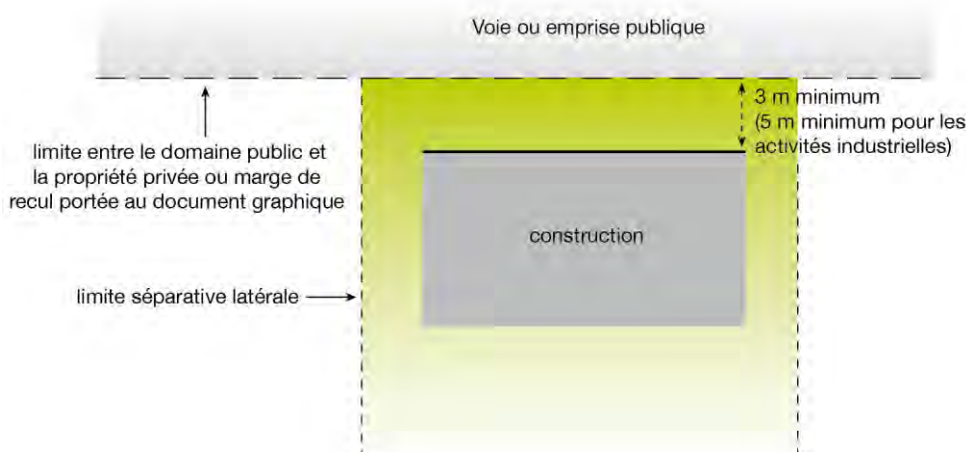 Voie ou emprise publique
3 m minimum
(5 m minimum pour les
activités industrielles)
limite entre le domaine public et
la propriété privée ou marge de
recul portée au document graphique
construction
limite séparative latérale